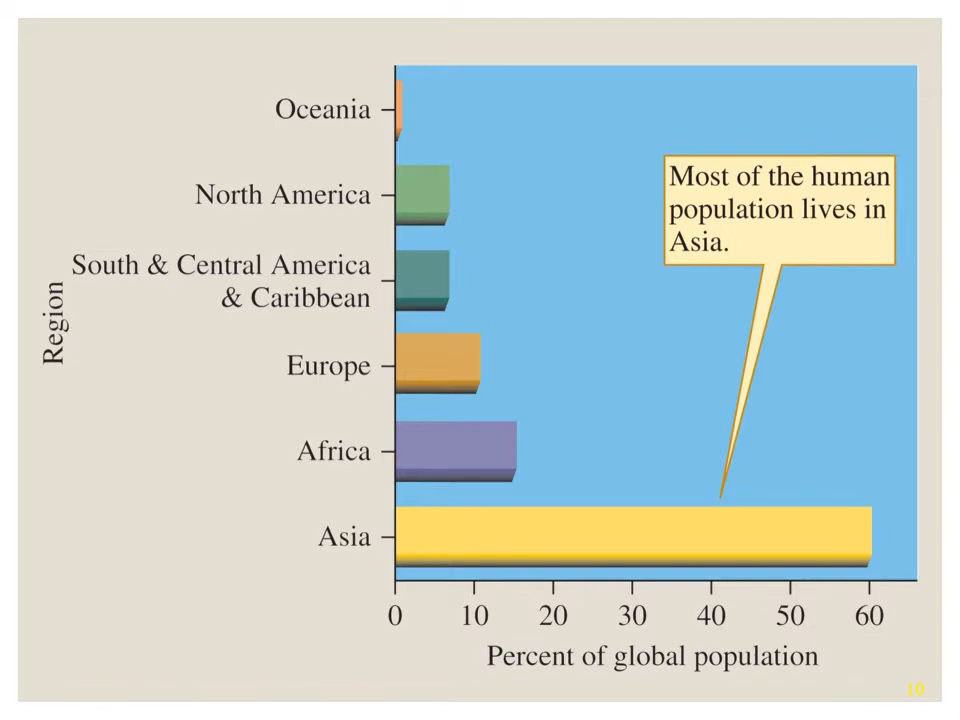 Oceania
North America
Most of the human
population lives in
Asia.
South & Central America
& Caribbean
Region
Europe
Africa
Asia
0 10 20 30 40 50 60
Percent of global population
10